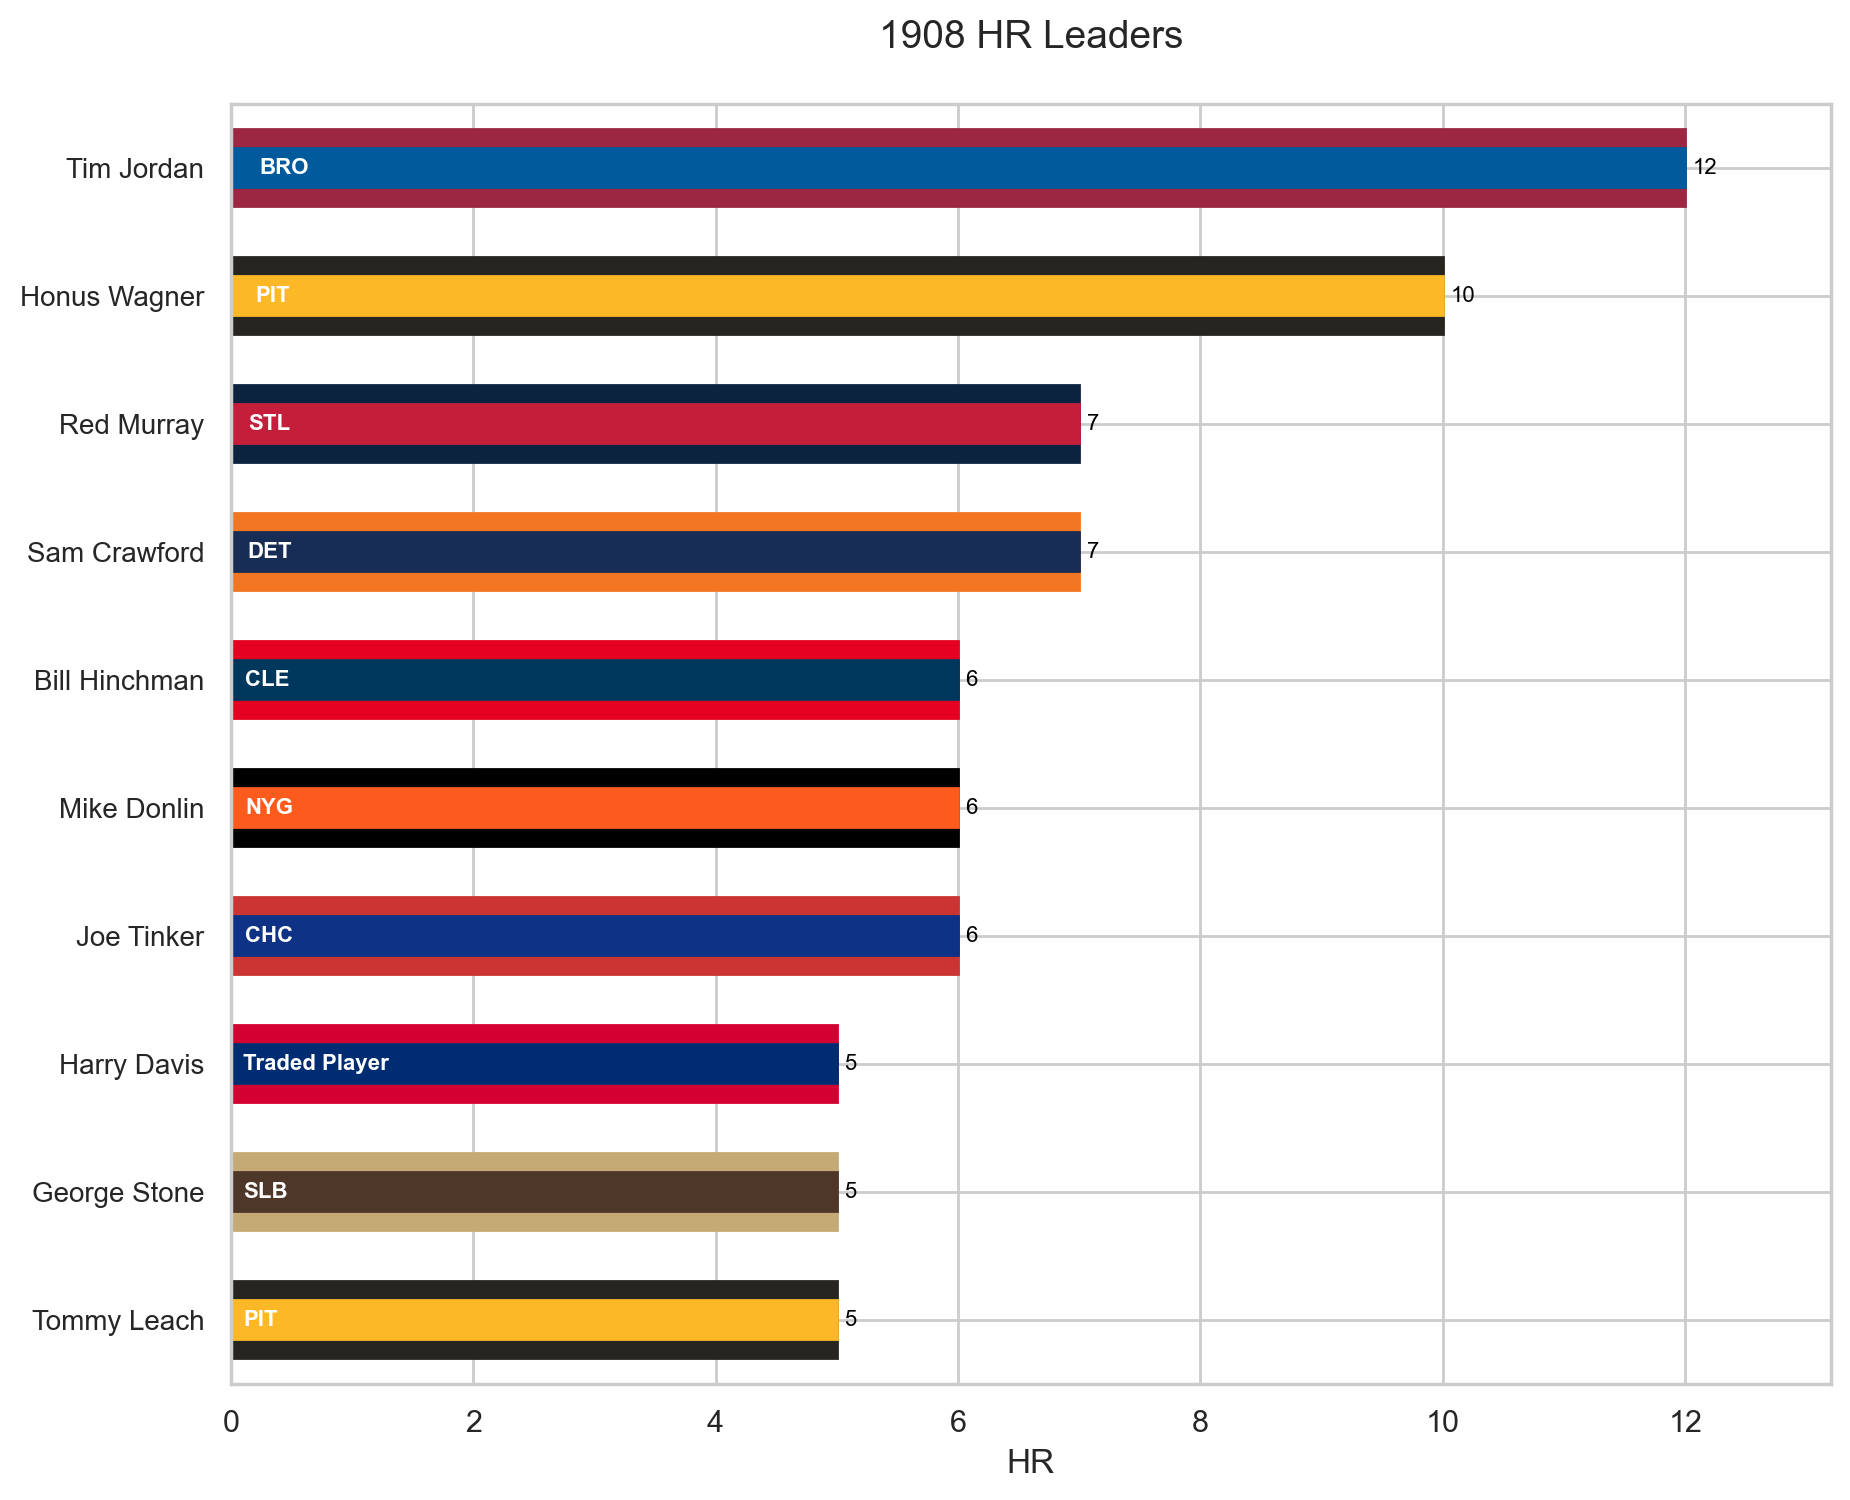 1908 HR Leaders
Tim Jordan BRO 12
Honus Wagner PIT 10
Red Murray STL 7
Sam Crawford DET 7
Bill Hinchman CLE 6
Mike Donlin NYG 6
Joe Tinker CHC 6
Harry Davis Traded Player 5
George Stone SLB 5
Tommy Leach PIT 5
0 2 4 6 8 10 12
HR